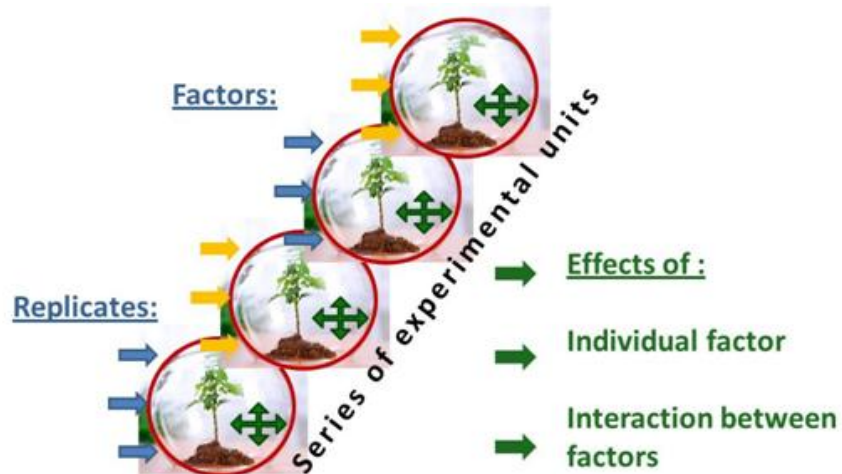 Factors:
Replicates:
Series of experimental units
Effects of :
Individual factor
Interaction between
factors